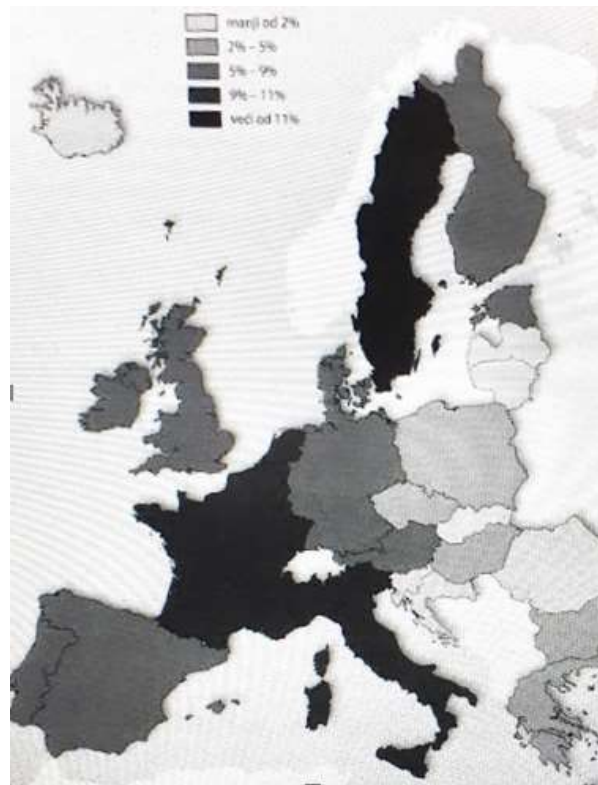 manji od 2%
2% – 5%
5% – 9%
9% – 11%
veći od 11%